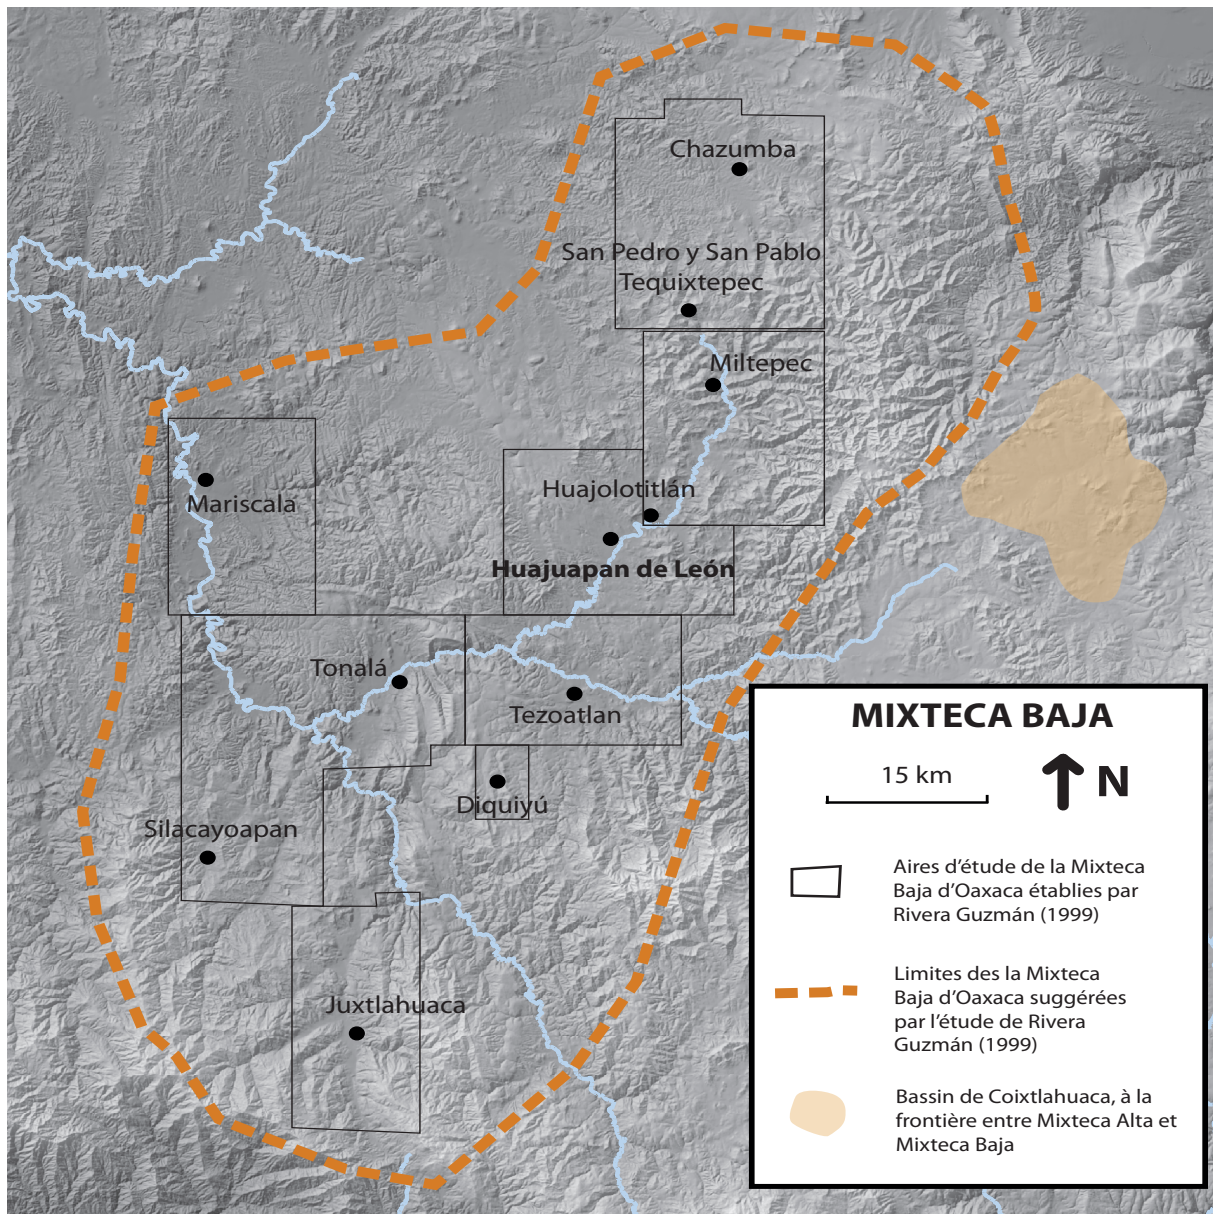 Chazumba
San Pedro y San Pablo
Tequixtepec
Miltepec
Huajolotitlán
Mariscala
Huajuapan de León
Tonalá
Tezoatlan
Diquiyú
Silacayoapan
Juxtlahuaca
MIXTECA BAJA
15 km
N
Aires d’étude de la Mixteca
Baja d’Oaxaca établies par
Rivera Guzmán (1999)
Limites des la Mixteca
Baja d’Oaxaca suggérées
par l’étude de Rivera
Guzmán (1999)
Bassin de Coixtlahuaca, à la
frontière entre Mixteca Alta et
Mixteca Baja